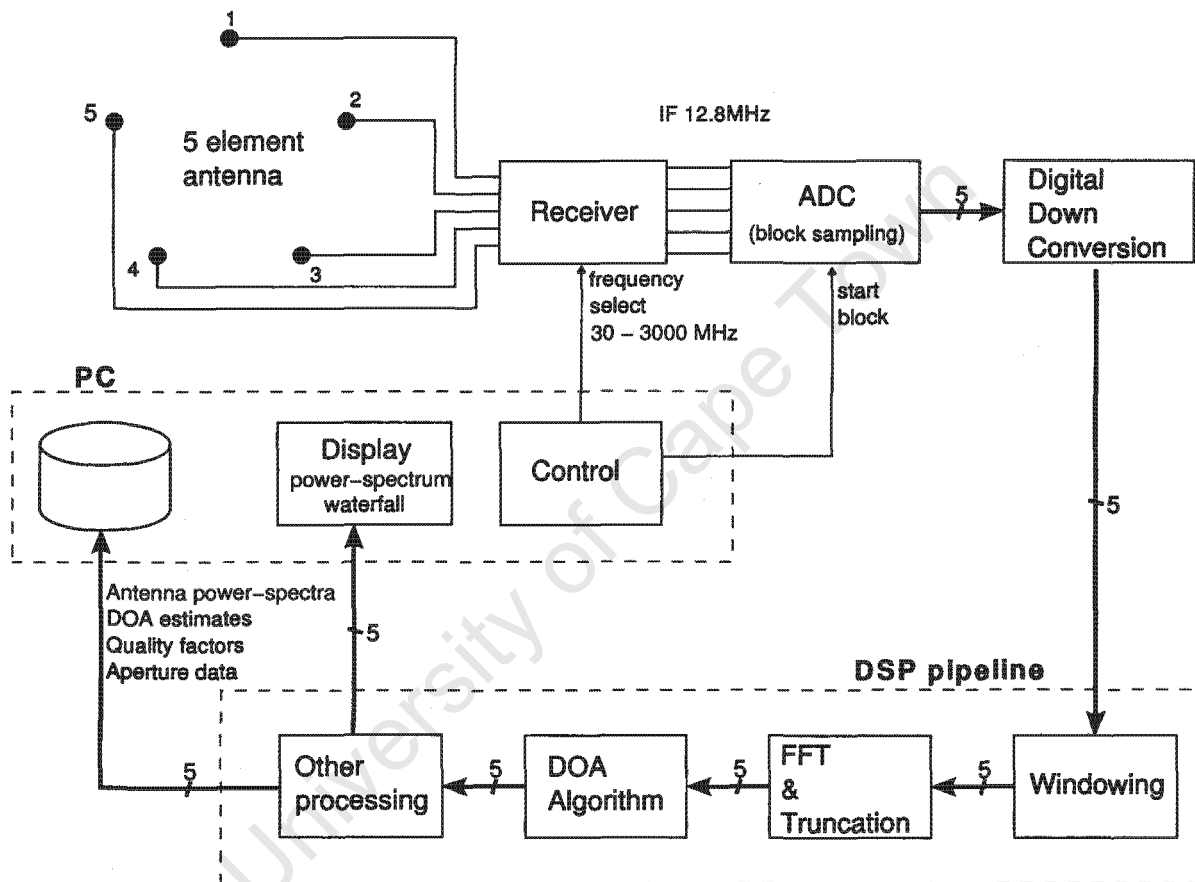 1
5
2
5 element
antenna
4
3
IF 12.8MHz
Receiver
ADC
(block sampling)
5
Digital
Down
Conversion
frequency
select
30 – 3000 MHz
start
block
PC
Display
power–spectrum
waterfall
Control
5
Antenna power–spectra
DOA estimates
Quality factors
Aperture data
5
DSP pipeline
5
Other
processing
5
DOA
Algorithm
5
FFT
&
Truncation
5
Windowing
University of Cape Town